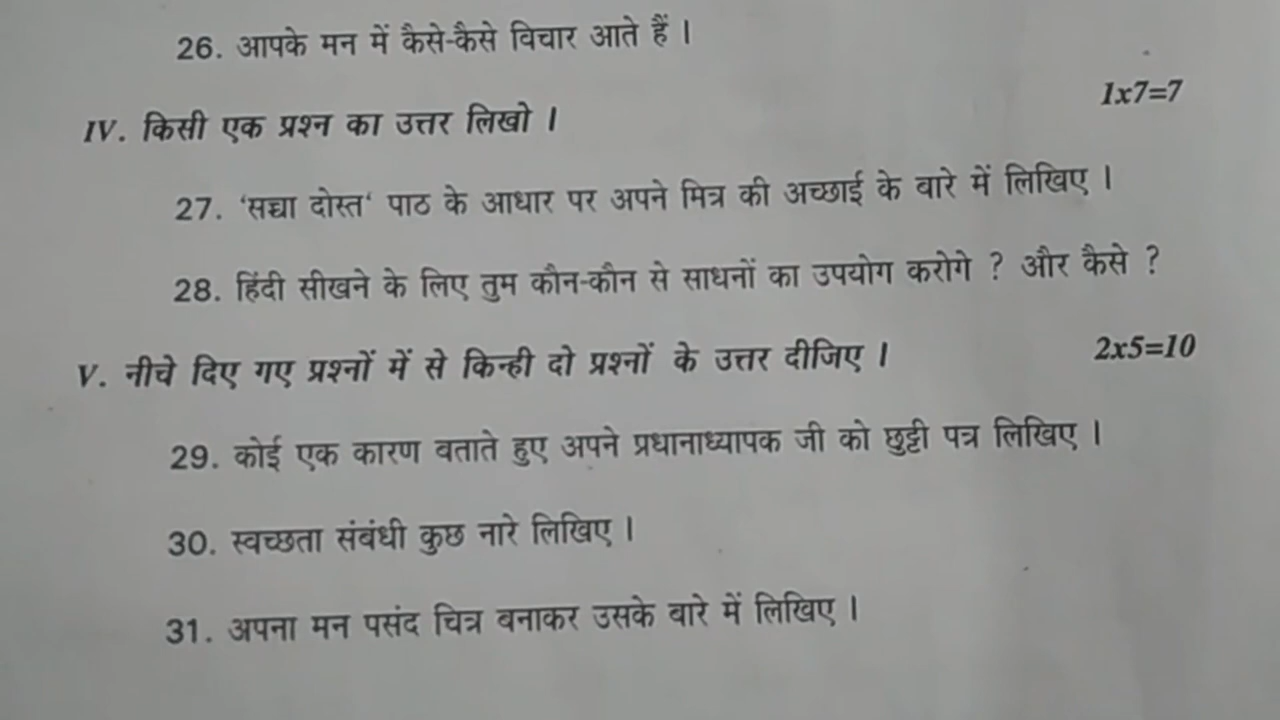 26. आपके मन में कैसे-कैसे विचार आते हैं ।
1x7=7
IV. किसी एक प्रश्न का उत्तर लिखो ।
27. ‘सच्चा दोस्त‘ पाठ के आधार पर अपने मित्र की अच्छाई के बारे में लिखिए ।
28. हिंदी सीखने के लिए तुम कौन-कौन से साधनों का उपयोग करोगे ? और कैसे ?
V. नीचे दिए गए प्रश्नों में से किन्ही दो प्रश्नों के उत्तर दीजिए । 2x5=10
29. कोई एक कारण बताते हुए अपने प्रधानाध्यापक जी को छुट्टी पत्र लिखिए ।
30. स्वच्छता संबंधी कुछ नारे लिखिए ।
31. अपना मन पसंद चित्र बनाकर उसके बारे में लिखिए ।